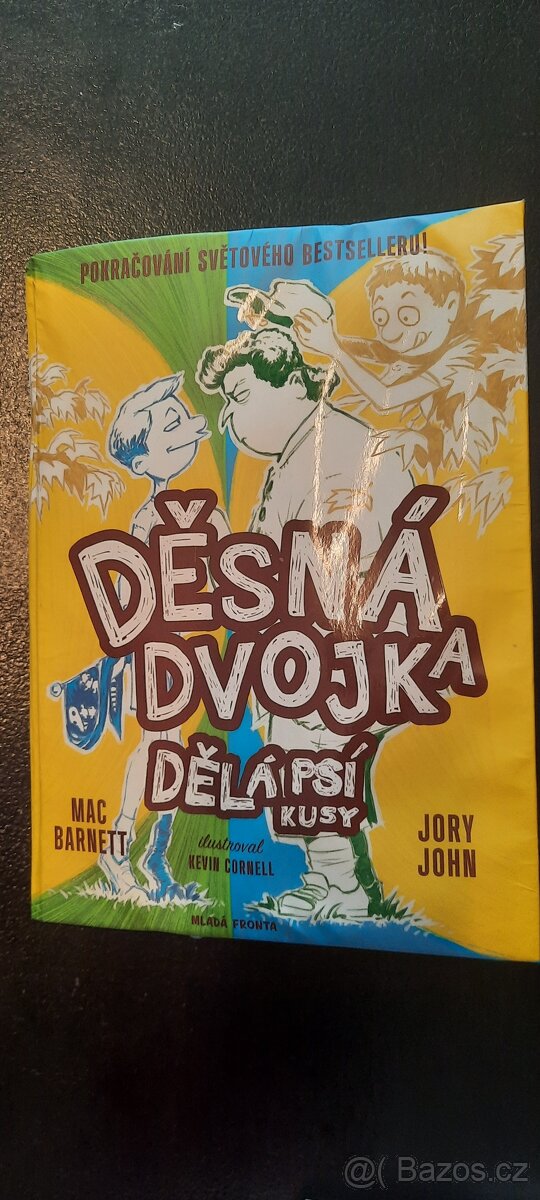 POKRAČOVÁNÍ SVĚTOVÉHO BESTSELLERU!
DĚSNÁ
DVOJKA
DĚLÁ PSÍ
KUSY
MAC
BARNETT
ilustroval
KEVIN CORNELL
JORY
JOHN
MLADÁ FRONTA
@( Bazos.cz